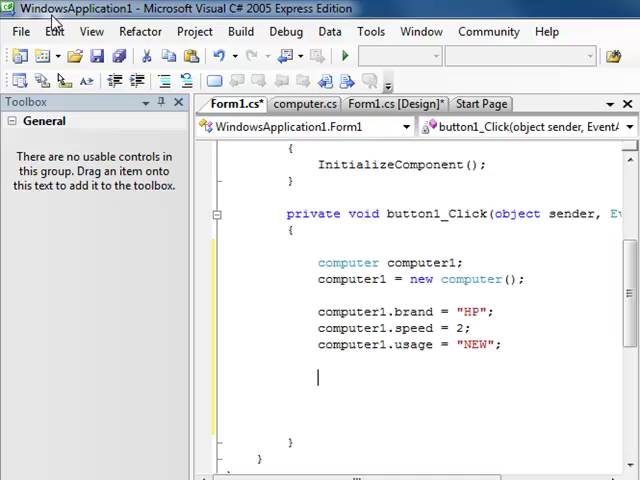 WindowsApplication1 - Microsoft Visual C# 2005 Express Edition
File Edit View Refactor Project Build Debug Data Tools Window Community Help
Toolbox
Form1.cs* computer.cs Form1.cs [Design]* Start Page
General
WindowsApplication1.Form1 button1_Click(object sender, EventA
There are no usable controls in
this group. Drag an item onto
this text to add it to the toolbox.
{
InitializeComponent();
}
private void button1_Click(object sender, Ev
{
computer computer1;
computer1 = new computer();
computer1.brand = "HP";
computer1.speed = 2;
computer1.usage = "NEW";
}
}